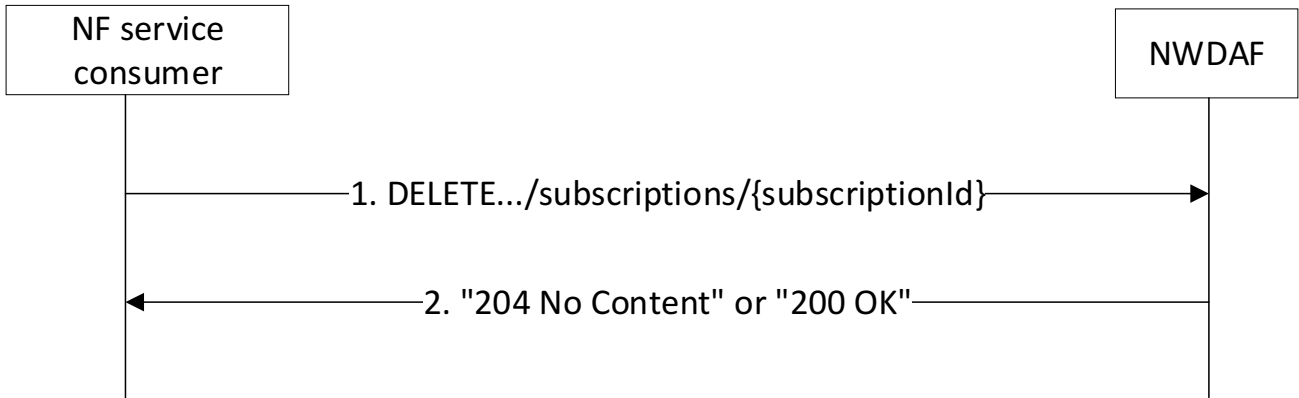 NF service
consumer
NWDAF
1. DELETE.../subscriptions/{subscriptionId}
2. "204 No Content" or "200 OK"